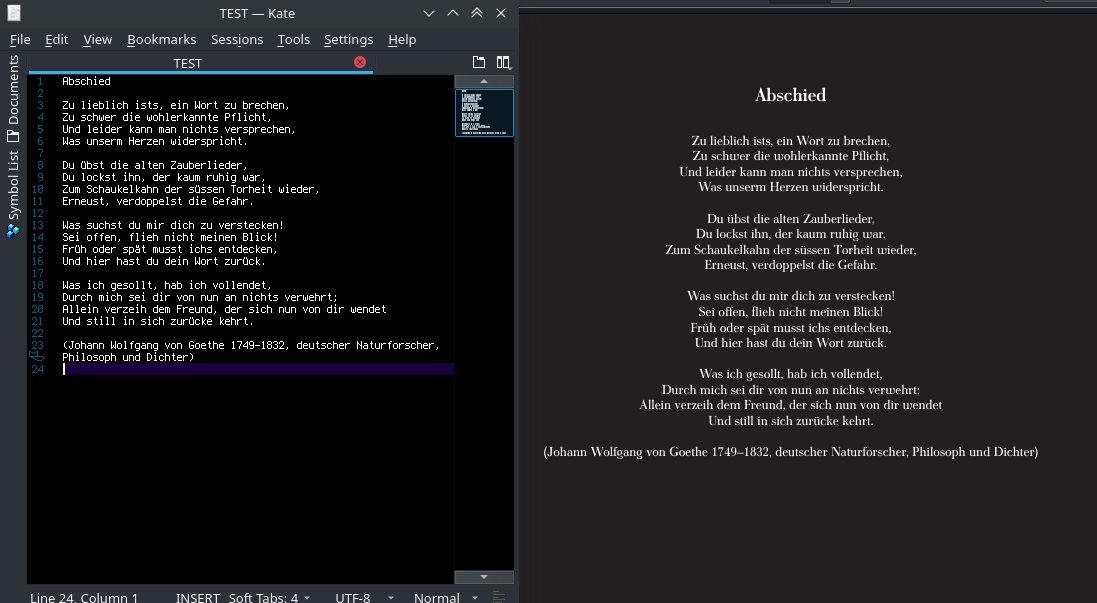 TEST — Kate
File Edit View Bookmarks Sessions Tools Settings Help
Documents
Symbol List
TEST
1 Abschied
2
3 Zu lieblich ists, ein Wort zu brechen,
4 Zu schwer die wohlerkannte Pflicht,
5 Und leider kann man nichts versprechen,
6 Was unserm Herzen widerspricht.
7
8 Du übst die alten Zauberlieder,
9 Du lockst ihn, der kaum ruhig war,
10 Zum Schaukelkahn der süssen Torheit wieder,
11 Erneust, verdoppelst die Gefahr.
12
13 Was suchst du mir dich zu verstecken!
14 Sei offen, flieh nicht meinen Blick!
15 Früh oder spät musst ichs entdecken,
16 Und hier hast du dein Wort zurück.
17
18 Was ich gesollt, hab ich vollendet,
19 Durch mich sei dir von nun an nichts verwehrt;
20 Allein verzeih dem Freund, der sich nun von dir wendet
21 Und still in sich zurücke kehrt.
22
23 (Johann Wolfgang von Goethe 1749–1832, deutscher Naturforscher,
Philosoph und Dichter)
24
Line 24, Column 1 INSERT Soft Tabs: 4 UTF-8 Normal
Abschied
Zu lieblich ists, ein Wort zu brechen,
Zu schwer die wohlerkannte Pflicht,
Und leider kann man nichts versprechen,
Was unserm Herzen widerspricht.
Du übst die alten Zauberlieder,
Du lockst ihn, der kaum ruhig war,
Zum Schaukelkahn der süssen Torheit wieder,
Erneust, verdoppelst die Gefahr.
Was suchst du mir dich zu verstecken!
Sei offen, flieh nicht meinen Blick!
Früh oder spät musst ichs entdecken,
Und hier hast du dein Wort zurück.
Was ich gesollt, hab ich vollendet,
Durch mich sei dir von nun an nichts verwehrt;
Allein verzeih dem Freund, der sich nun von dir wendet
Und still in sich zurücke kehrt.
(Johann Wolfgang von Goethe 1749–1832, deutscher Naturforscher, Philosoph und Dichter)